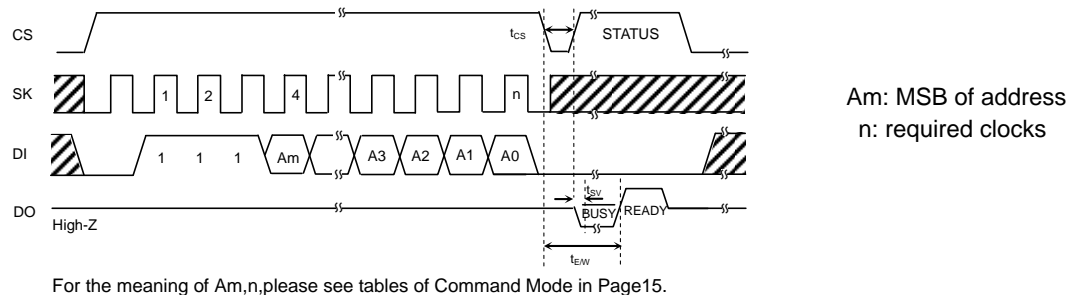 CS
tCS
STATUS
SK
1
2
4
n
Am: MSB of address
n: required clocks
DI
1 1 1 Am A3 A2 A1 A0
DO
High-Z
tSV
BUSY
READY
tE/W
For the meaning of Am,n,please see tables of Command Mode in Page15.